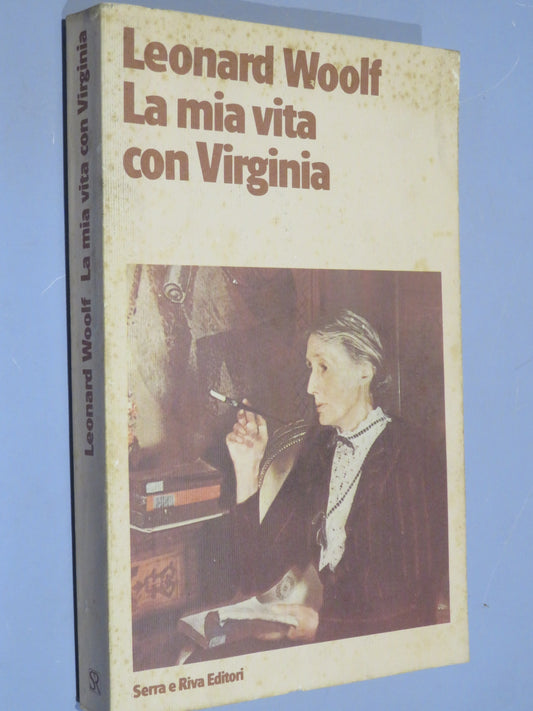 Leonard Woolf
La mia vita
con Virginia
Leonard Woolf La mia vita con Virginia
Serra e Riva Editori